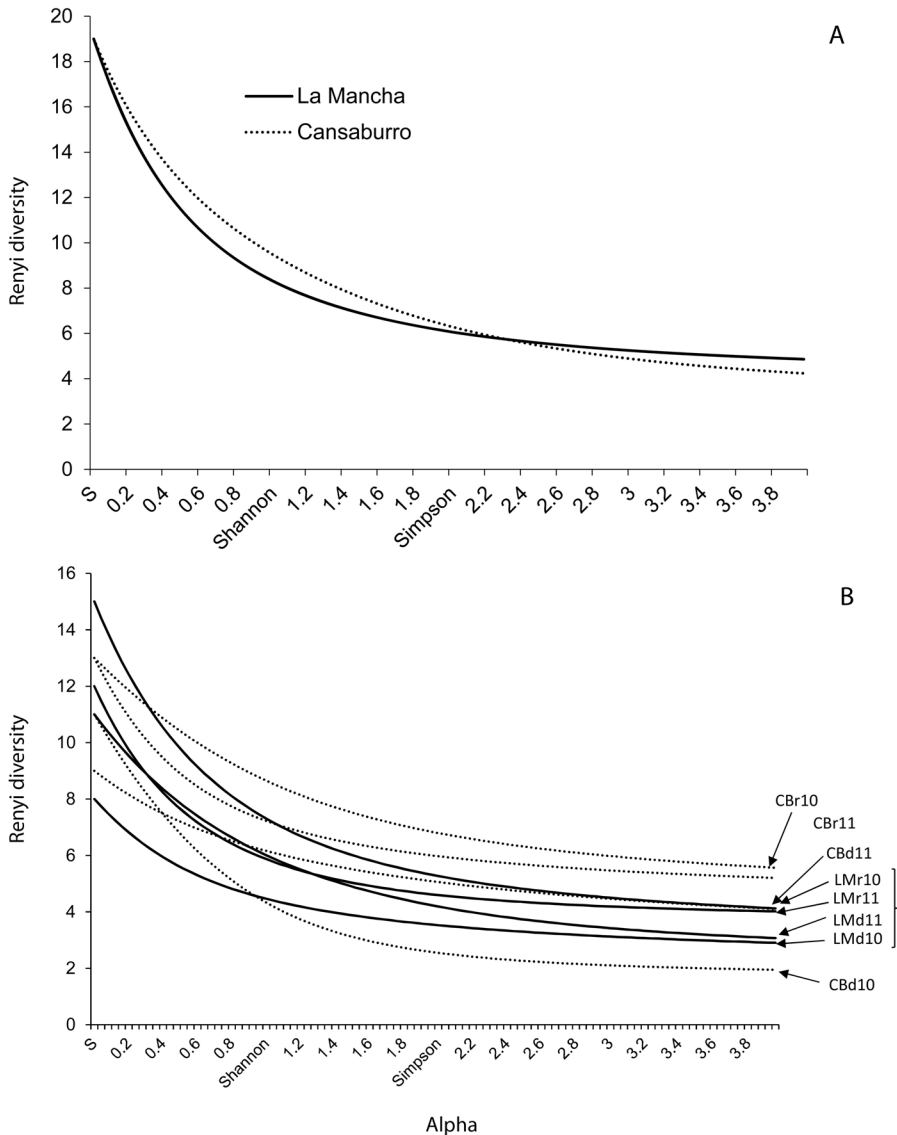 A
20
18
16
14
12
10
8
6
4
2
0
Renyi diversity
La Mancha
Cansaburro
S
0.2
0.4
0.6
0.8
Shannon
1.2
1.4
1.6
1.8
Simpson
2.2
2.4
2.6
2.8
3
3.2
3.4
3.6
3.8
B
16
14
12
10
8
6
4
2
0
Renyi diversity
CBr10
CBr11
CBd11
LMr10
LMr11
LMd11
LMd10
CBd10
S
0.2
0.4
0.6
0.8
Shannon
1.2
1.4
1.6
1.8
Simpson
2.2
2.4
2.6
2.8
3
3.2
3.4
3.6
3.8
Alpha